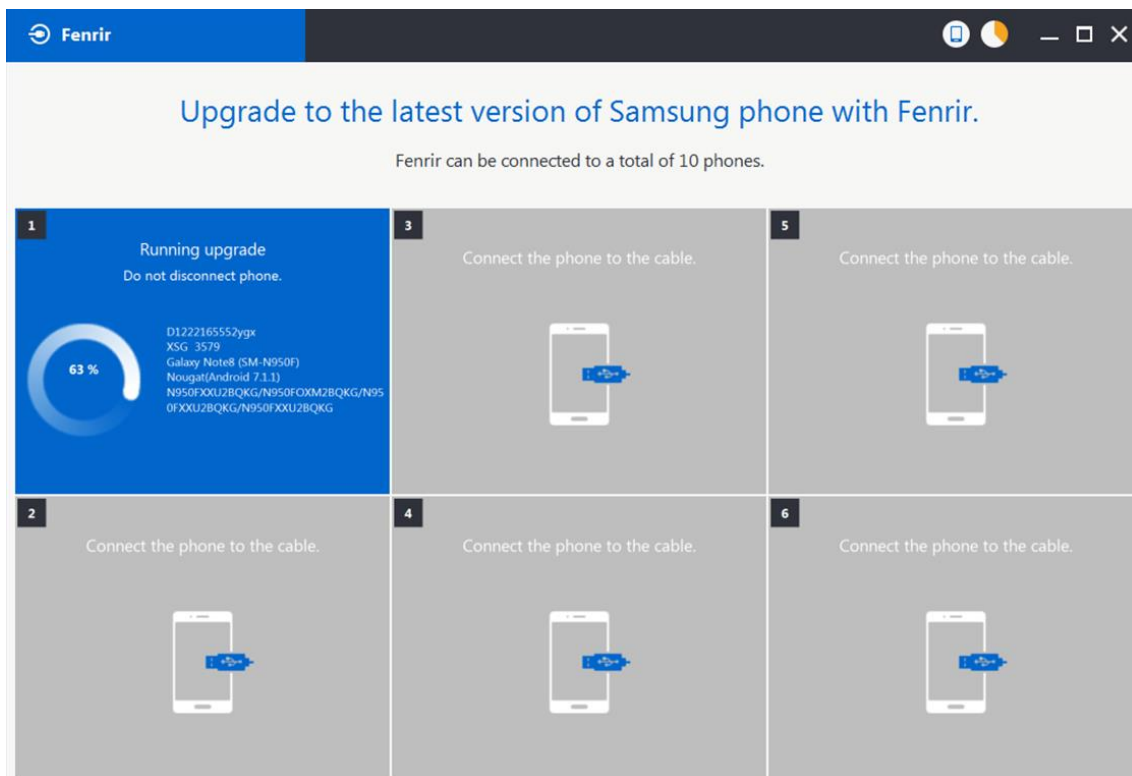 Fenrir
Upgrade to the latest version of Samsung phone with Fenrir.
Fenrir can be connected to a total of 10 phones.
1
Running upgrade
Do not disconnect phone.
63 %
D1222165552ygx
XSG 3579
Galaxy Note8 (SM-N950F)
Nougat(Android 7.1.1)
N950FXXU2BQKG/N950FOXM2BQKG/N95
0FXXU2BQKG/N950FXXU2BQKG
3
Connect the phone to the cable.
5
Connect the phone to the cable.
2
Connect the phone to the cable.
4
Connect the phone to the cable.
6
Connect the phone to the cable.